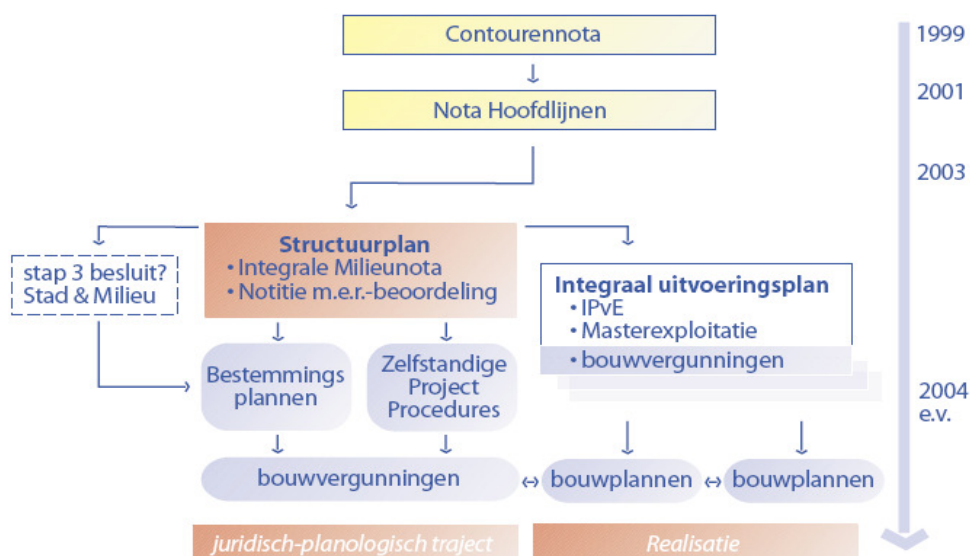 Contourennota
1999
2001
Nota Hoofdlijnen
2003
Structuurplan
• Integrale Milieunota
• Notitie m.e.r.-beoordeling
stap 3 besluit?
Stad & Milieu
Integraal uitvoeringsplan
• IPvE
• Masterexploitatie
• bouwvergunningen
Bestemmings
plannen
Zelfstandige
Project
Procedures
2004
e.v.
bouwvergunningen
bouwplannen
bouwplannen
juridisch-planologisch traject
Realisatie